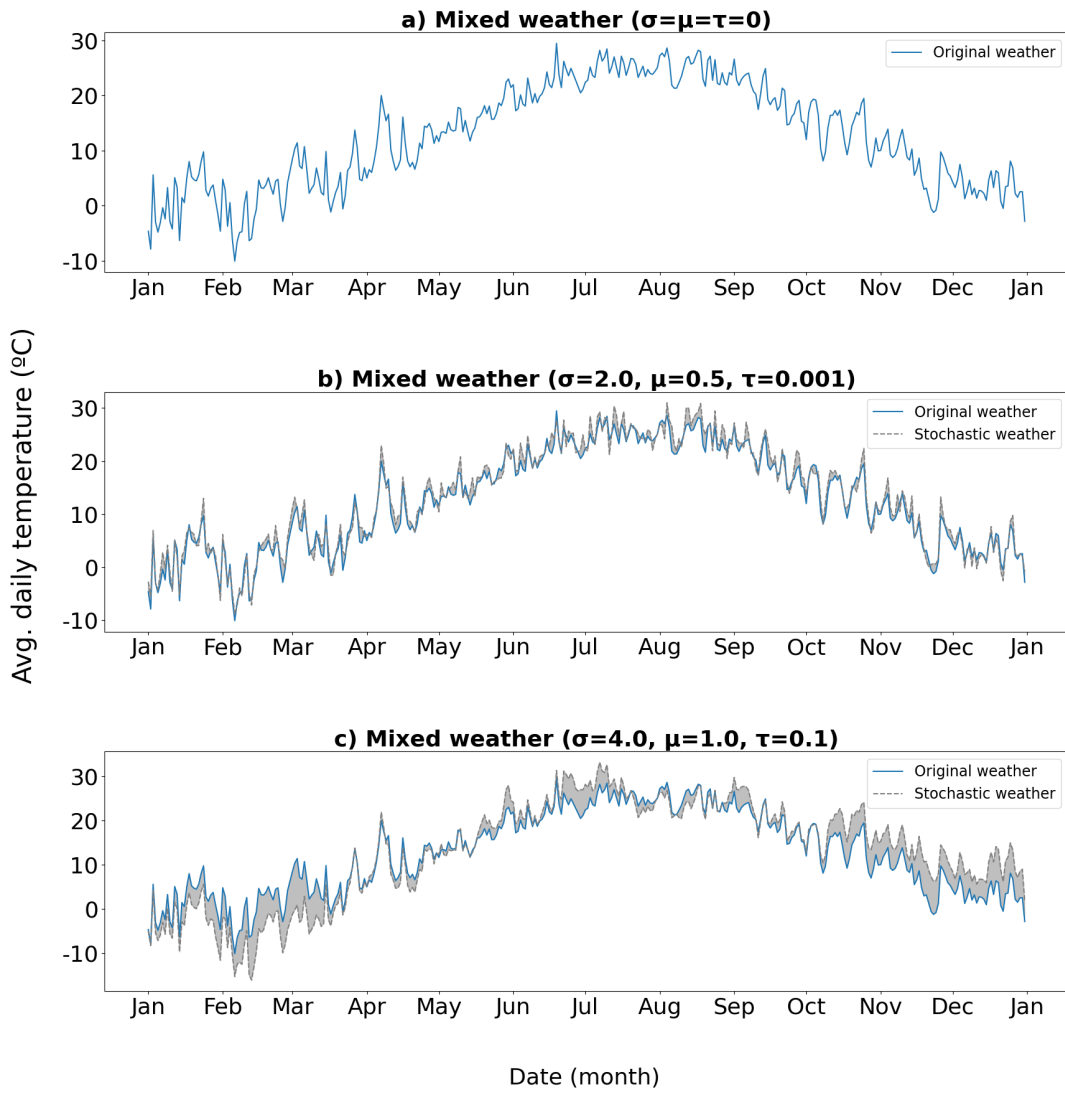 a) Mixed weather (σ=μ=τ=0)
Original weather
30
20
10
0
-10
Jan Feb Mar Apr May Jun Jul Aug Sep Oct Nov Dec Jan
Avg. daily temperature (ºC)
b) Mixed weather (σ=2.0, μ=0.5, τ=0.001)
Original weather
Stochastic weather
30
20
10
0
-10
Jan Feb Mar Apr May Jun Jul Aug Sep Oct Nov Dec Jan
c) Mixed weather (σ=4.0, μ=1.0, τ=0.1)
Original weather
Stochastic weather
30
20
10
0
-10
Jan Feb Mar Apr May Jun Jul Aug Sep Oct Nov Dec Jan
Date (month)